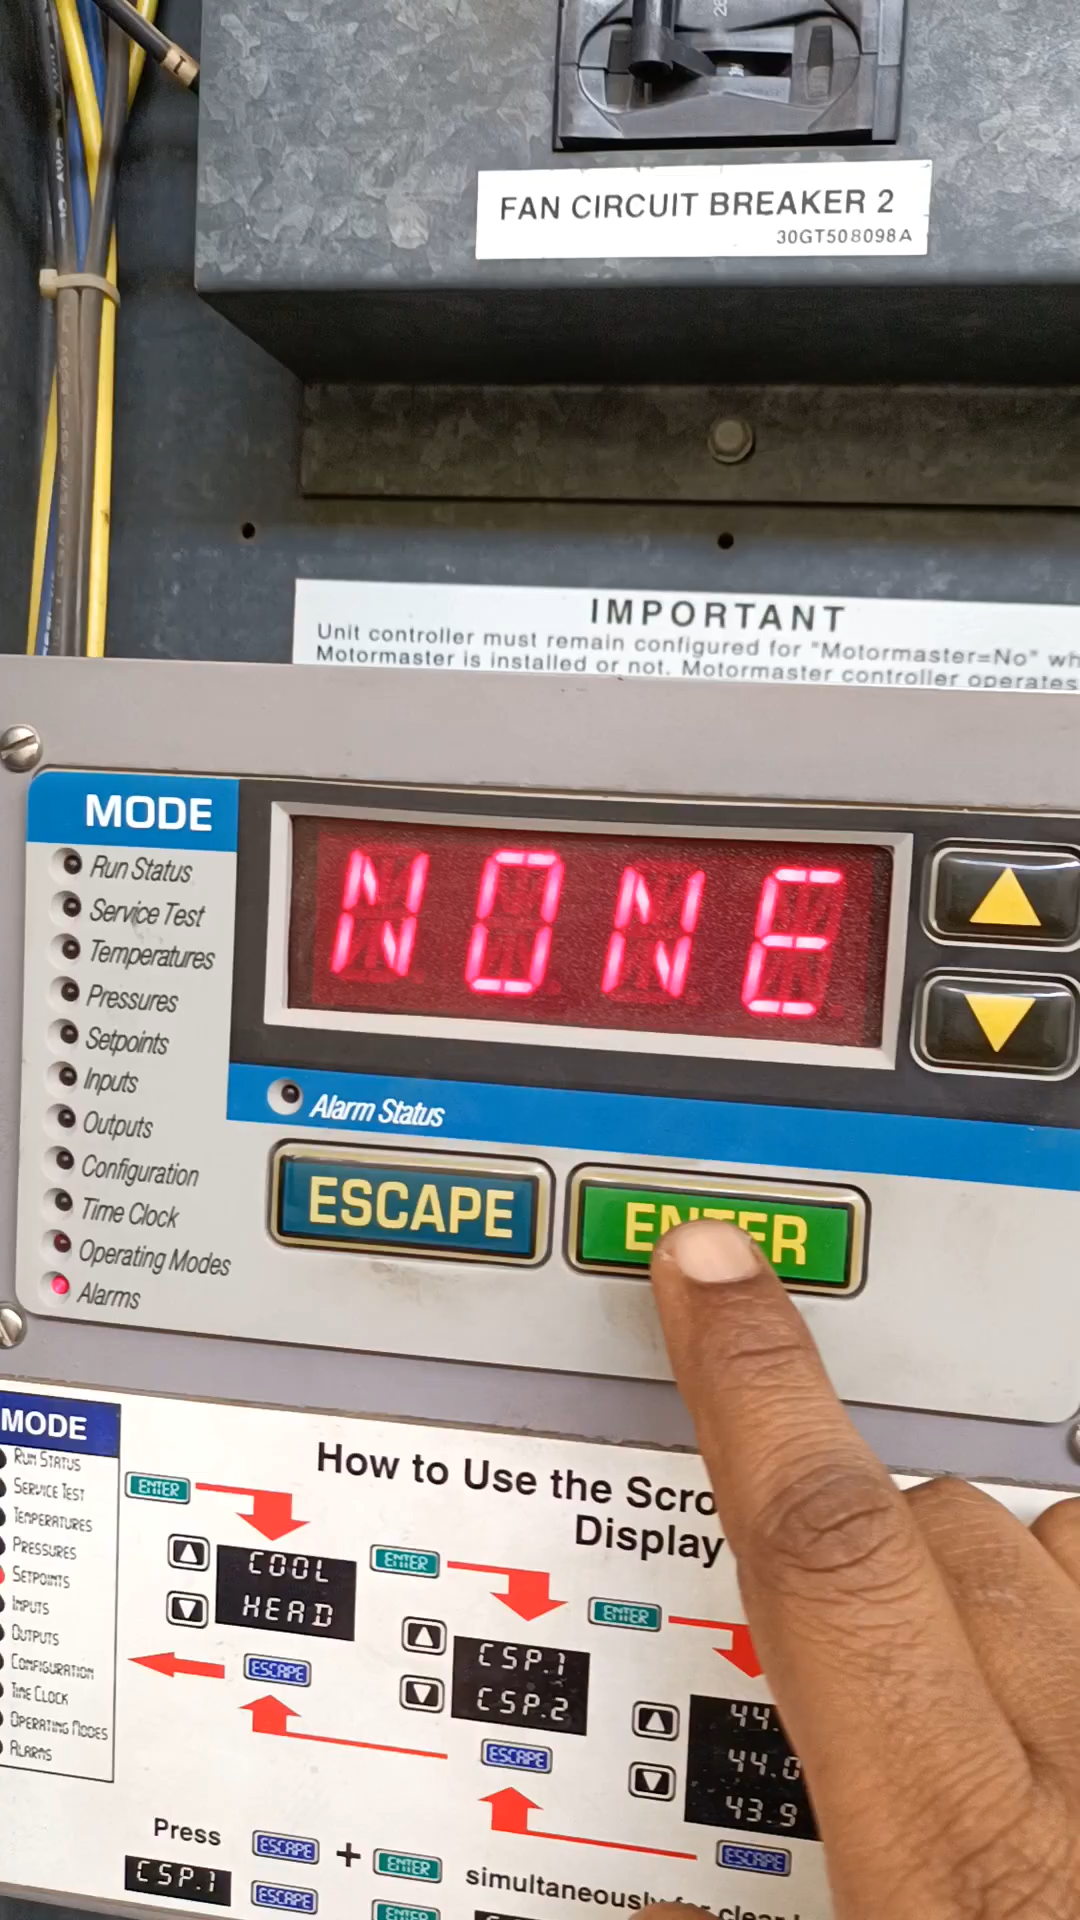 FAN CIRCUIT BREAKER 2
30GT508098A
IMPORTANT
Unit controller must remain configured for "Motormaster=No" wh
Motormaster is installed or not. Motormaster controller operates
MODE
Run Status
Service Test
Temperatures
Pressures
Setpoints
Inputs
Outputs
Configuration
Time Clock
Operating Modes
Alarms
NONE
Alarm Status
ESCAPE
ENTER
MODE
RUN STATUS
SERVICE TEST
TEMPERATURES
PRESSURES
SETPOINTS
INPUTS
OUTPUTS
CONFIGURATION
TIME CLOCK
OPERATING MODES
ALARMS
How to Use the Scro
Display
ENTER
COOL
HEAD
ESCAPE
ENTER
CSP.1
CSP.2
ESCAPE
ENTER
44.
44.0
43.9
ESCAPE
Press
ESCAPE + ENTER
simultaneously
CSP.1
ESCAPE
ENTER